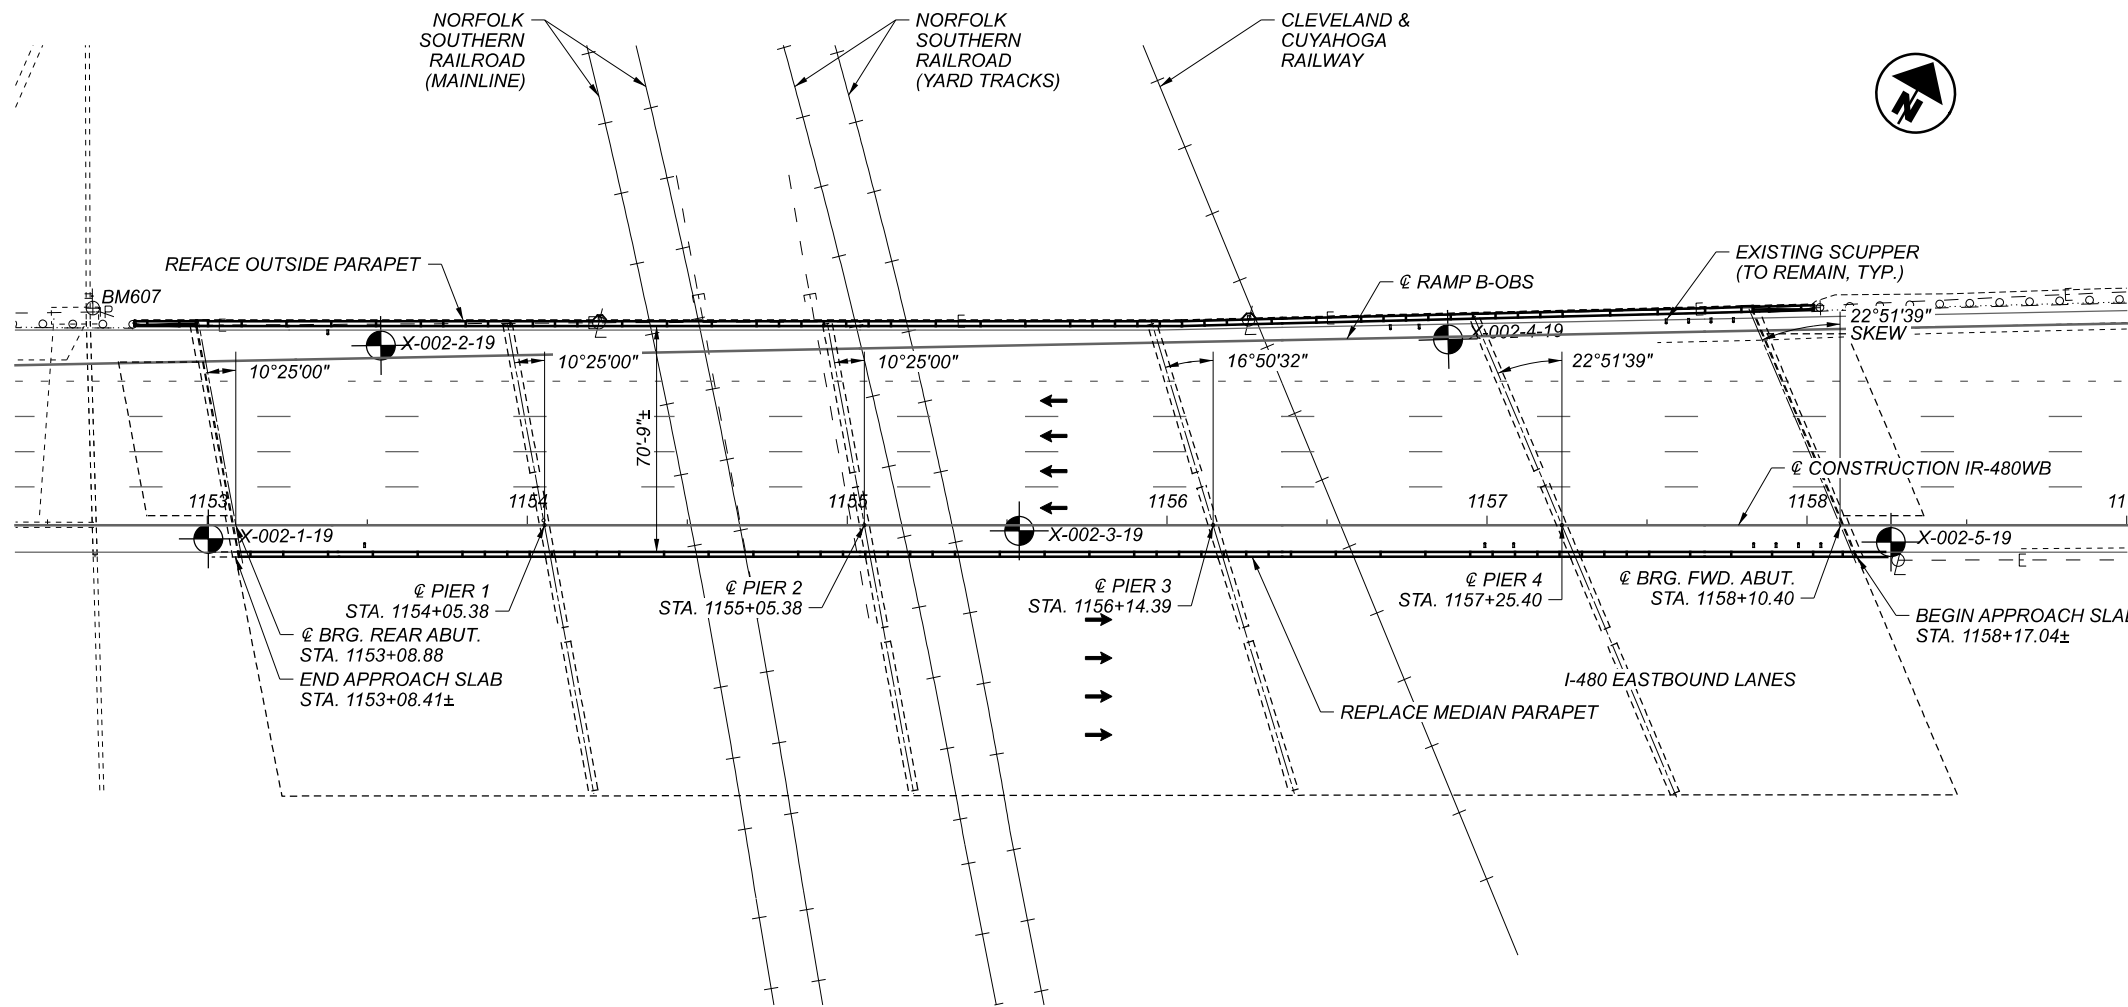 NORFOLK
SOUTHERN
RAILROAD
(MAINLINE)
NORFOLK
SOUTHERN
RAILROAD
(YARD TRACKS)
CLEVELAND &
CUYAHOGA
RAILWAY
N
REFACE OUTSIDE PARAPET
EXISTING SCUPPER
(TO REMAIN, TYP.)
℄ RAMP B-OBS
BM607
X-002-2-19
X-002-4-19
22°51'39"
SKEW
10°25'00"
10°25'00"
10°25'00"
16°50'32"
22°51'39"
70'-9"±
℄ CONSTRUCTION IR-480WB
1153
1154
1155
1156
1157
1158
11
X-002-1-19
X-002-3-19
X-002-5-19
℄ PIER 1
STA. 1154+05.38
℄ PIER 2
STA. 1155+05.38
℄ PIER 3
STA. 1156+14.39
℄ PIER 4
STA. 1157+25.40
℄ BRG. FWD. ABUT.
STA. 1158+10.40
BEGIN APPROACH SLAB
STA. 1158+17.04±
℄ BRG. REAR ABUT.
STA. 1153+08.88
END APPROACH SLAB
STA. 1153+08.41±
I-480 EASTBOUND LANES
REPLACE MEDIAN PARAPET